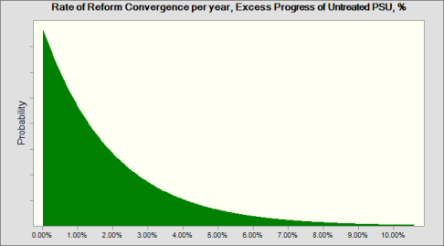 Rate of Reform Convergence per year, Excess Progress of Untreated PSU, %
Probability
0.00% 1.00% 2.00% 3.00% 4.00% 5.00% 6.00% 7.00% 8.00% 9.00% 10.00%